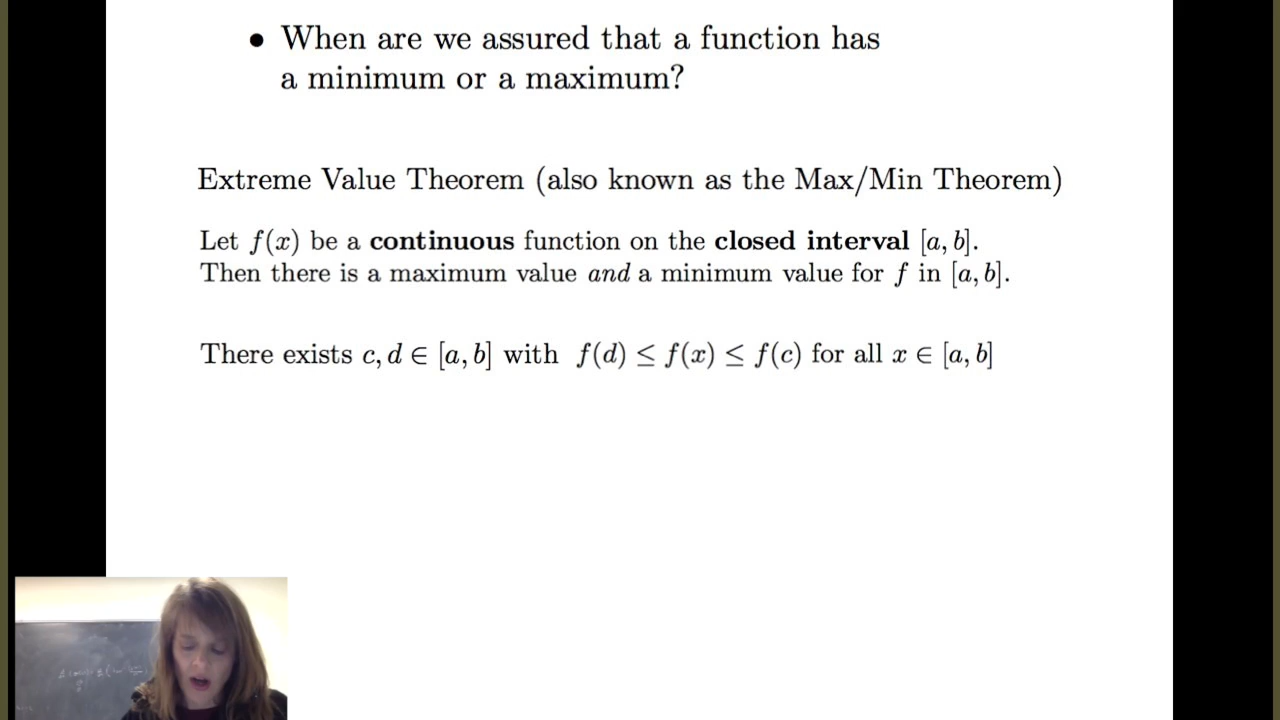 • When are we assured that a function has
a minimum or a maximum?
Extreme Value Theorem (also known as the Max/Min Theorem)
Let f(x) be a continuous function on the closed interval [a, b].
Then there is a maximum value and a minimum value for f in [a, b].
There exists c, d ∈ [a, b] with f(d) ≤ f(x) ≤ f(c) for all x ∈ [a, b]